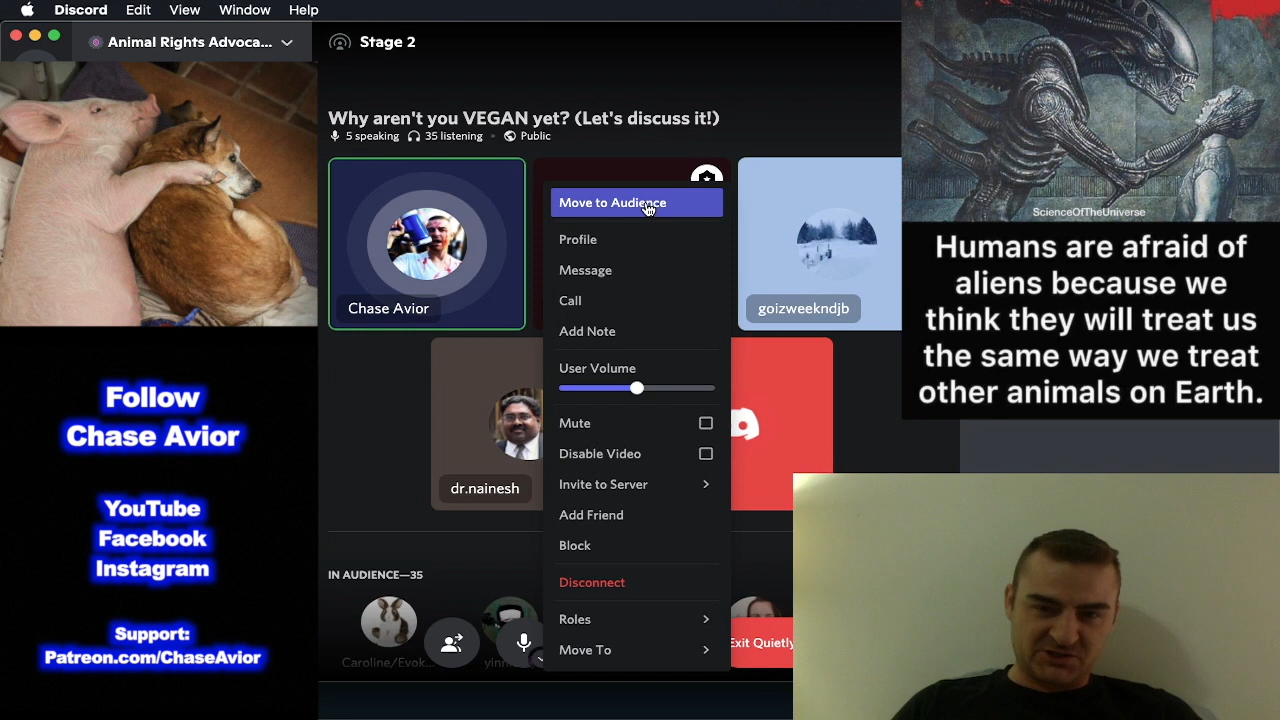 Discord Edit View Window Help
Animal Rights Advoca...
Stage 2
Why aren't you VEGAN yet? (Let's discuss it!)
5 speaking 35 listening • Public
Chase Avior
goizweekndjb
dr.nainesh
Move to Audience
Profile
Message
Call
Add Note
User Volume
Mute
Disable Video
Invite to Server
Add Friend
Block
Disconnect
Roles
Move To
IN AUDIENCE—35
Caroline/Evok...
Exit Quietly
Follow
Chase Avior
YouTube
Facebook
Instagram
Support:
Patreon.com/ChaseAvior
ScienceOfTheUniverse
Humans are afraid of
aliens because we
think they will treat us
the same way we treat
other animals on Earth.